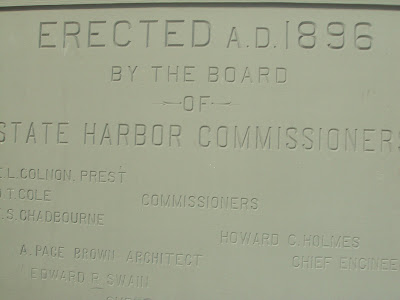 ERECTED A.D. 1896
BY THE BOARD
OF
STATE HARBOR COMMISSIONERS
L. COLNON, PREST
T. COLE
COMMISSIONERS
S. CHADBOURNE
HOWARD C. HOLMES
CHIEF ENGINEER
A. PAGE BROWN ARCHITECT
EDWARD R. SWAIN